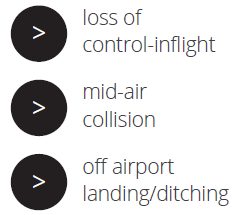 > loss of
control-inflight
> mid-air
collision
> off airport
landing/ditching